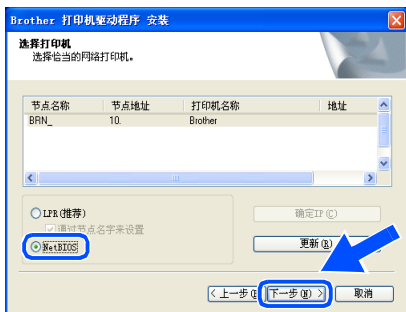 Brother 打印机驱动程序 安装
选择打印机
选择恰当的网络打印机。
节点名称 节点地址 打印机名称 地址
BRN_ 10. Brother
LPR(推荐)
通过节点名字来设置
NetBIOS
确定IP(C)
更新(R)
<上一步(B) 下一步(N) > 取消